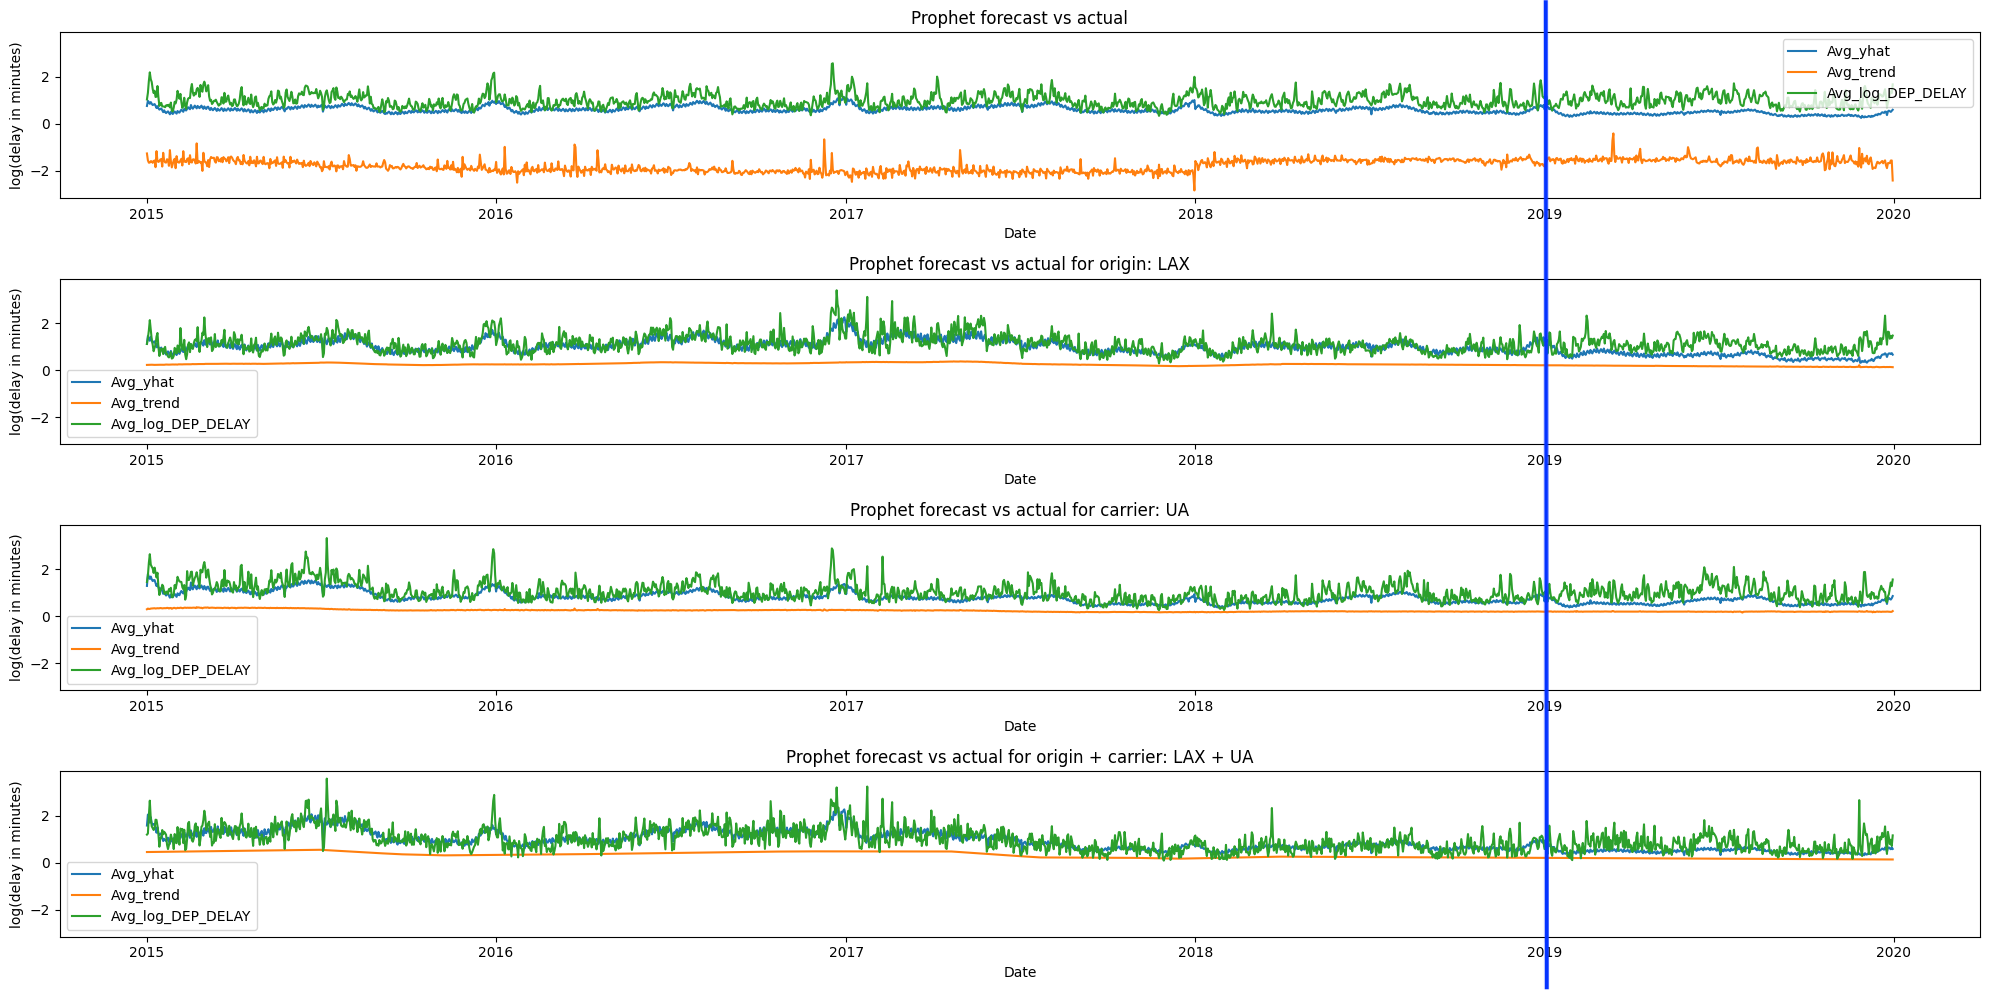 Prophet forecast vs actual
log(delay in minutes)
2
0
−2
Avg_yhat
Avg_trend
Avg_log_DEP_DELAY
2015 2016 2017 2018 2019 2020
Date
Prophet forecast vs actual for origin: LAX
log(delay in minutes)
2
0
−2
Avg_yhat
Avg_trend
Avg_log_DEP_DELAY
2015 2016 2017 2018 2019 2020
Date
Prophet forecast vs actual for carrier: UA
log(delay in minutes)
2
0
−2
Avg_yhat
Avg_trend
Avg_log_DEP_DELAY
2015 2016 2017 2018 2019 2020
Date
Prophet forecast vs actual for origin + carrier: LAX + UA
log(delay in minutes)
2
0
−2
Avg_yhat
Avg_trend
Avg_log_DEP_DELAY
2015 2016 2017 2018 2019 2020
Date